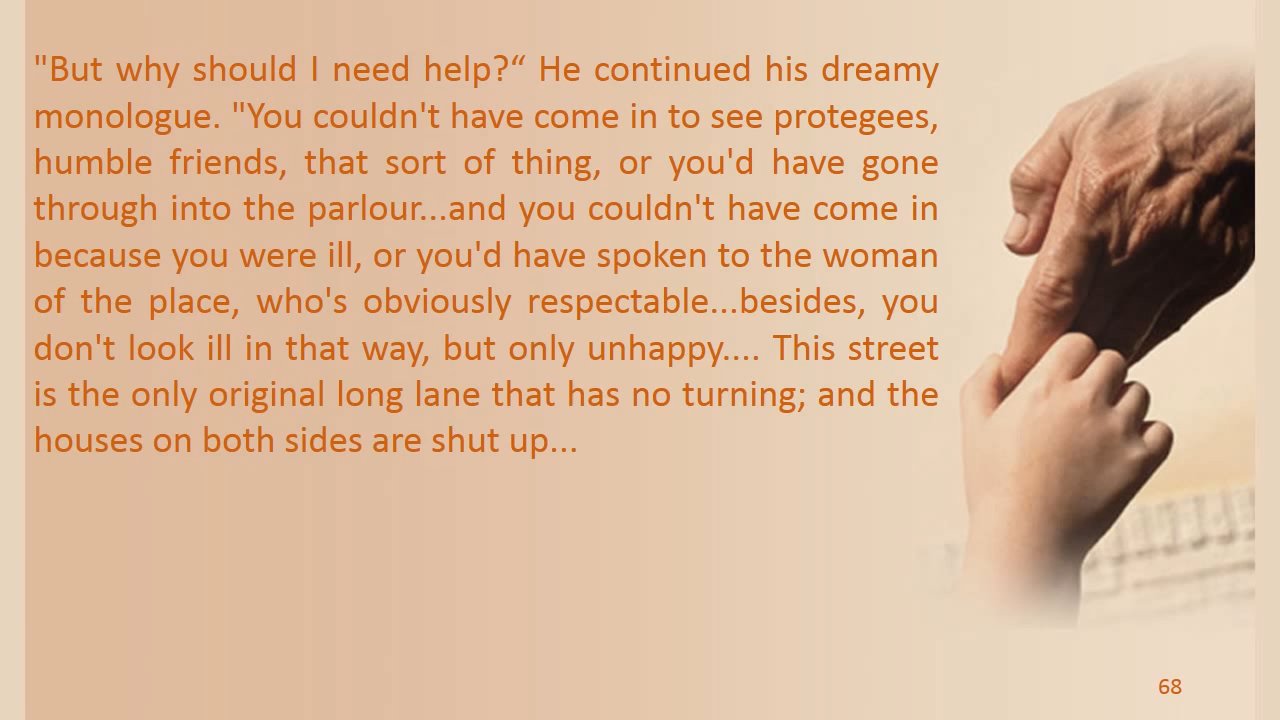 "But why should I need help?“ He continued his dreamy
monologue. "You couldn't have come in to see protegees,
humble friends, that sort of thing, or you'd have gone
through into the parlour...and you couldn't have come in
because you were ill, or you'd have spoken to the woman
of the place, who's obviously respectable...besides, you
don't look ill in that way, but only unhappy.... This street
is the only original long lane that has no turning; and the
houses on both sides are shut up...
68